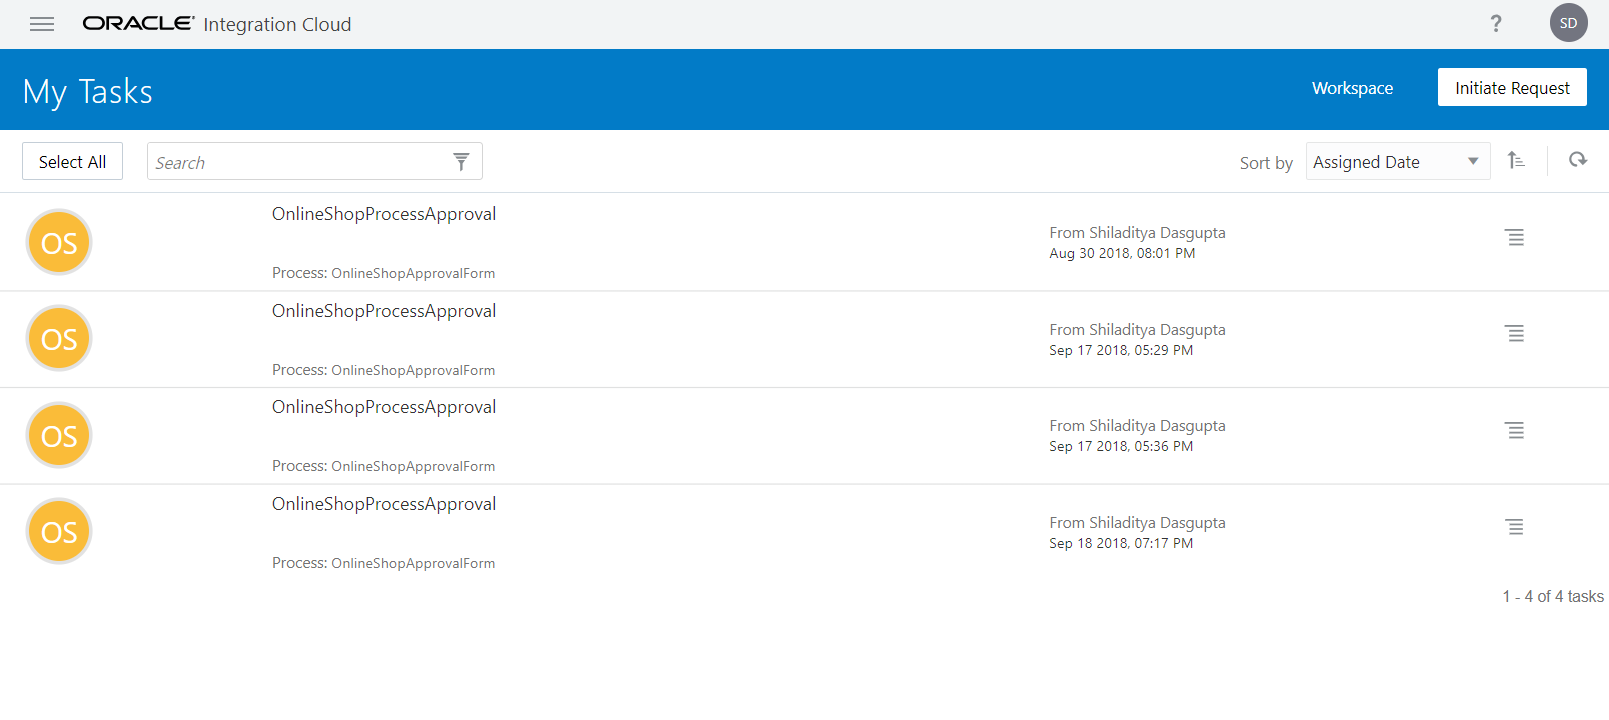 ORACLE Integration Cloud ? SD
My Tasks Workspace Initiate Request
Select All Search Sort by Assigned Date
OS OnlineShopProcessApproval
From Shiladitya Dasgupta
Aug 30 2018, 08:01 PM
Process: OnlineShopApprovalForm
OS OnlineShopProcessApproval
From Shiladitya Dasgupta
Sep 17 2018, 05:29 PM
Process: OnlineShopApprovalForm
OS OnlineShopProcessApproval
From Shiladitya Dasgupta
Sep 17 2018, 05:36 PM
Process: OnlineShopApprovalForm
OS OnlineShopProcessApproval
From Shiladitya Dasgupta
Sep 18 2018, 07:17 PM
Process: OnlineShopApprovalForm
1 - 4 of 4 tasks